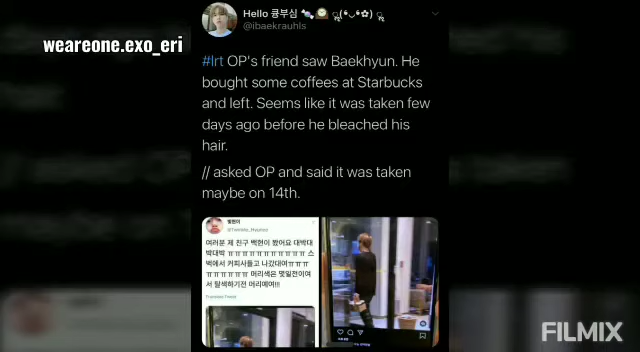 weareone.exo_eri
Hello 큥부심
@ibaekrauhls
#lrt OP's friend saw Baekhyun. He
bought some coffees at Starbucks
and left. Seems like it was taken few
days ago before he bleached his
hair.
// asked OP and said it was taken
maybe on 14th.
여러분 제 친구 백현이 봤어요 대박대
박대박 ㅠㅠㅠㅠㅠㅠㅠㅠㅠㅠㅠ 스
벅에서 커피사들고 나갔대여ㅠㅠㅠ
ㅠㅠㅠㅠㅠㅠ 머리색은 몇일전이여
서 탈색하기전 머리에여!!!
FILMIX